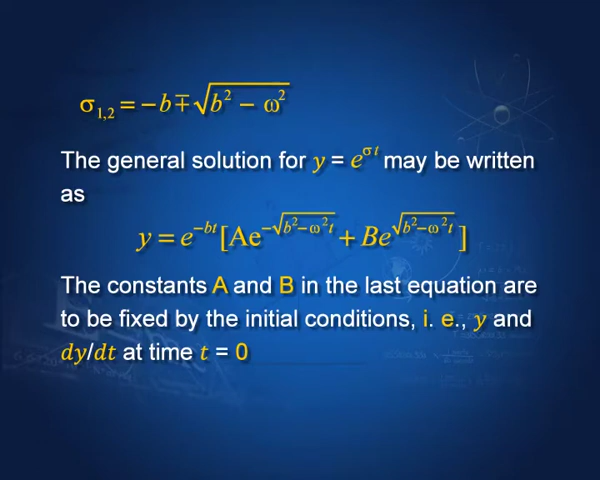 σ₁,₂ = −b∓√(b² − ω²)
The general solution for y = e^σt may be written
as
y = e^−bt[Ae^−√(b²−ω²t) + Be^√(b²−ω²t)]
The constants A and B in the last equation are
to be fixed by the initial conditions, i. e., y and
dy/dt at time t = 0